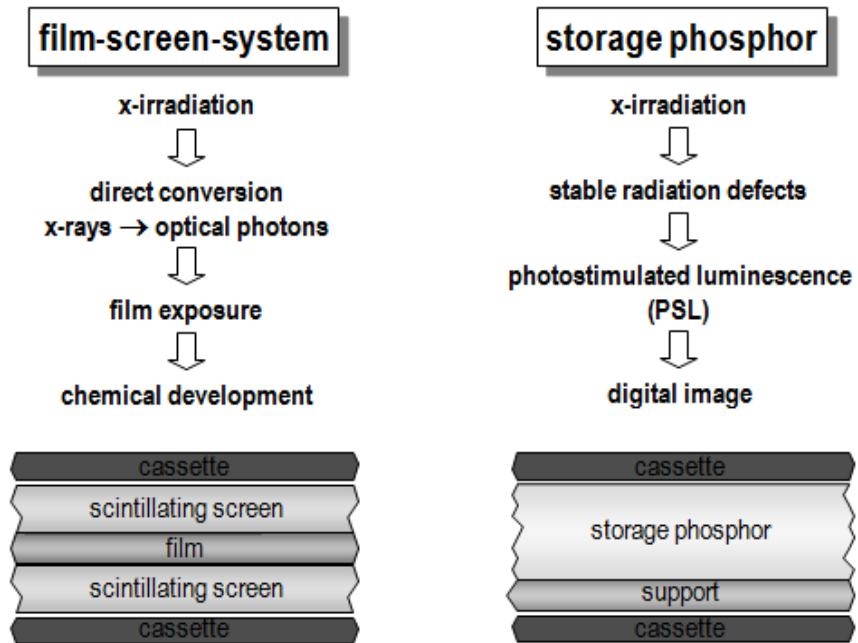 film-screen-system
x-irradiation
direct conversion
x-rays → optical photons
film exposure
chemical development
cassette
scintillating screen
film
scintillating screen
cassette
storage phosphor
x-irradiation
stable radiation defects
photostimulated luminescence
(PSL)
digital image
cassette
storage phosphor
support
cassette